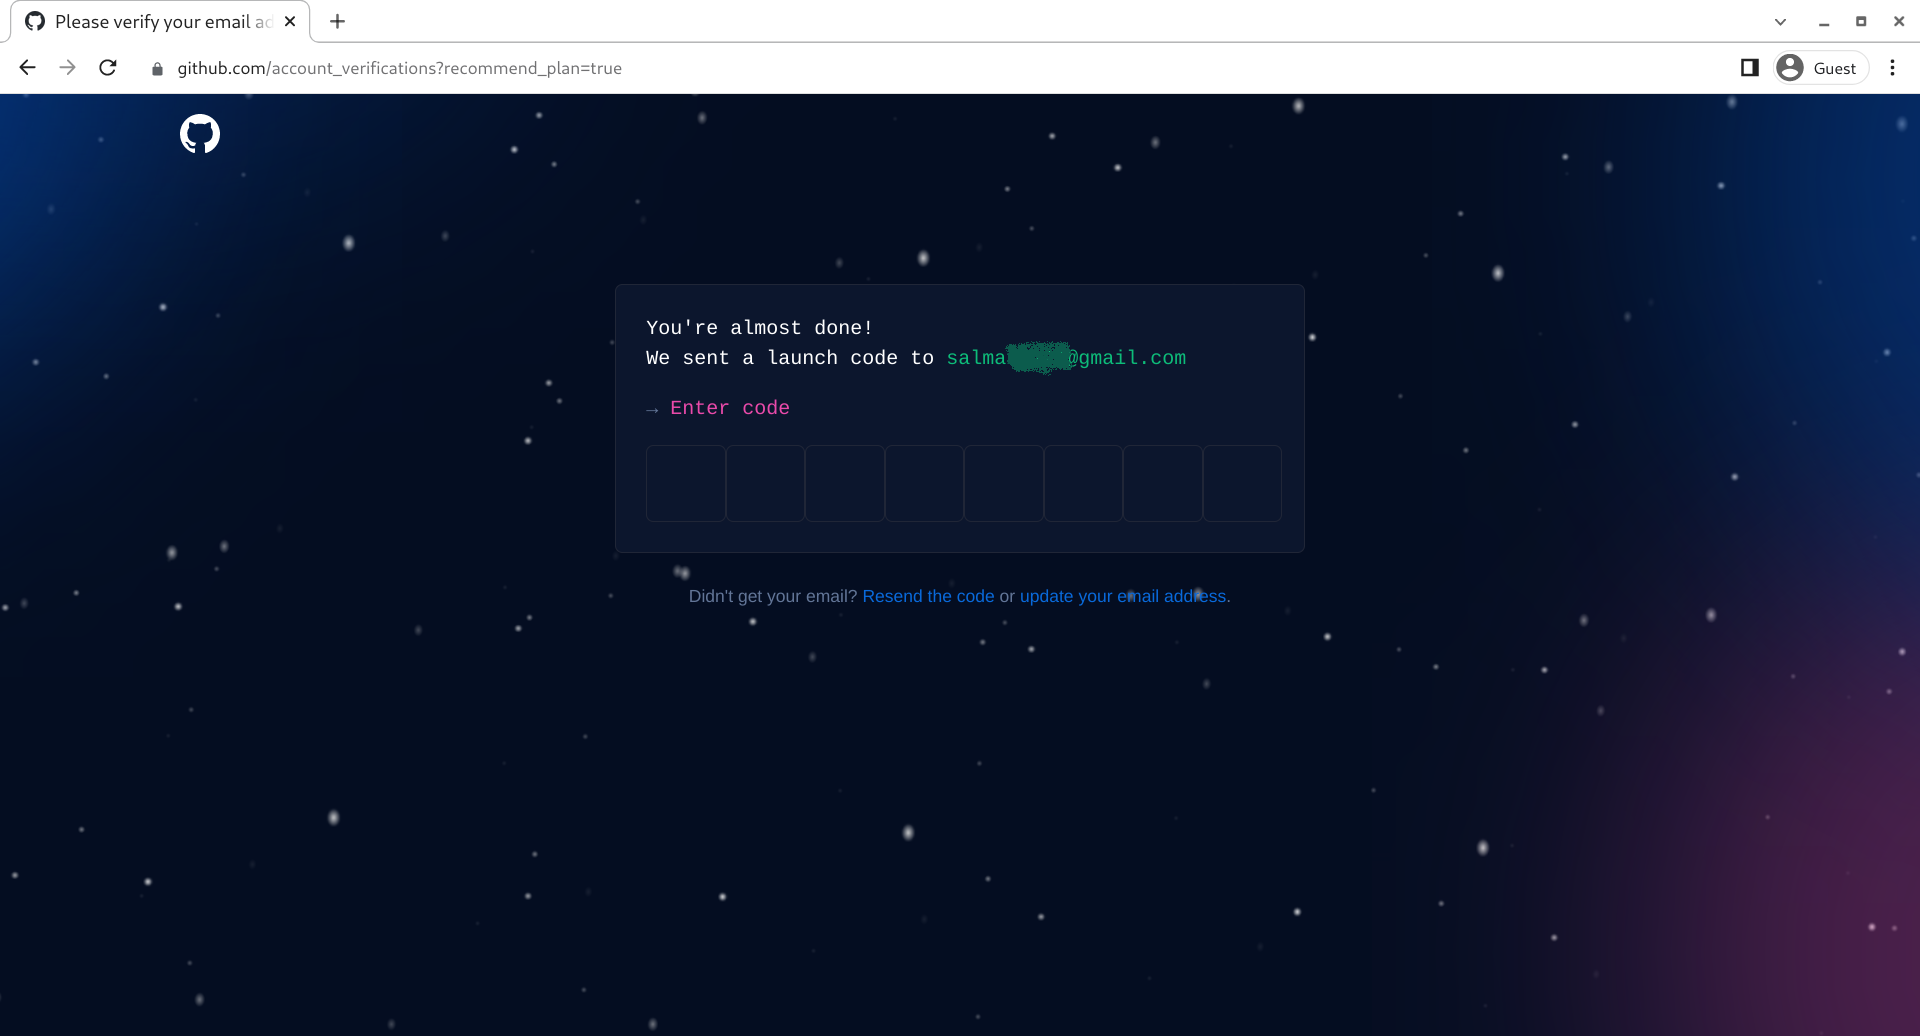 Please verify your email ad
github.com/account_verifications?recommend_plan=true
Guest
You're almost done!
We sent a launch code to salma @gmail.com
→ Enter code
Didn't get your email? Resend the code or update your email address.